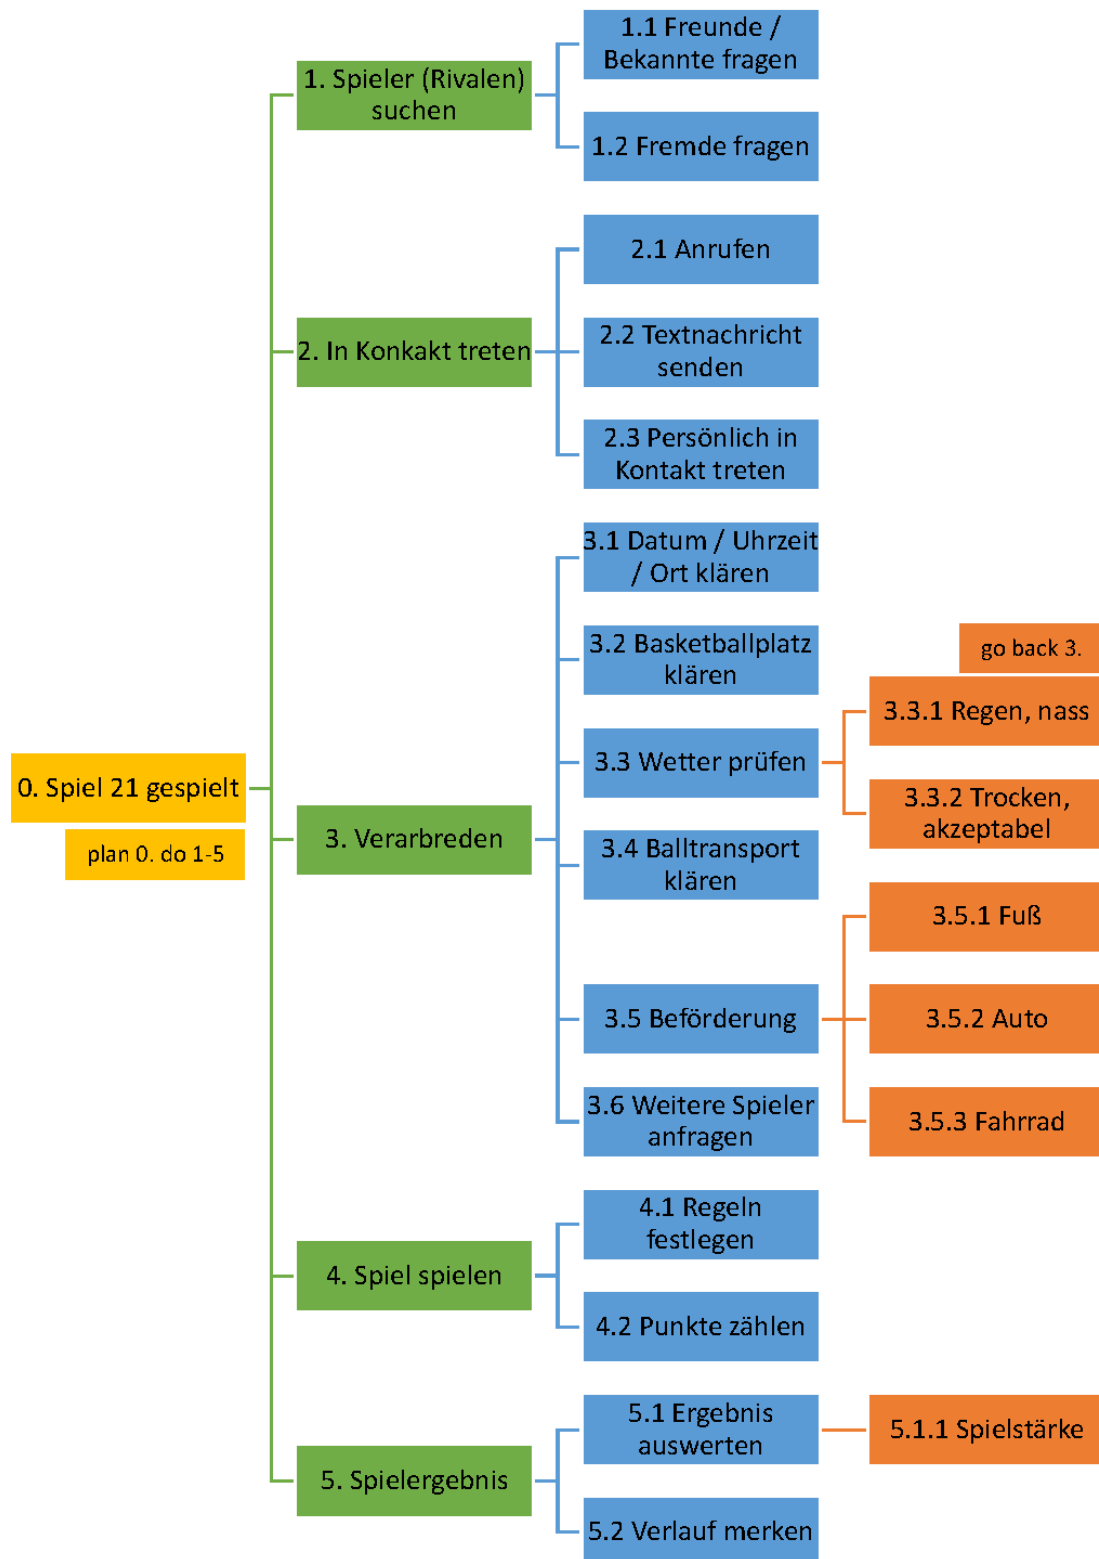 0. Spiel 21 gespielt
plan 0. do 1-5
1. Spieler (Rivalen)
suchen
1.1 Freunde /
Bekannte fragen
1.2 Fremde fragen
2. In Konkakt treten
2.1 Anrufen
2.2 Textnachricht
senden
2.3 Persönlich in
Kontakt treten
3. Verarbreden
3.1 Datum / Uhrzeit
/ Ort klären
3.2 Basketballplatz
klären
3.3 Wetter prüfen
go back 3.
3.3.1 Regen, nass
3.3.2 Trocken,
akzeptabel
3.4 Balltransport
klären
3.5 Beförderung
3.5.1 Fuß
3.5.2 Auto
3.5.3 Fahrrad
3.6 Weitere Spieler
anfragen
4. Spiel spielen
4.1 Regeln
festlegen
4.2 Punkte zählen
5. Spielergebnis
5.1 Ergebnis
auswerten
5.1.1 Spielstärke
5.2 Verlauf merken